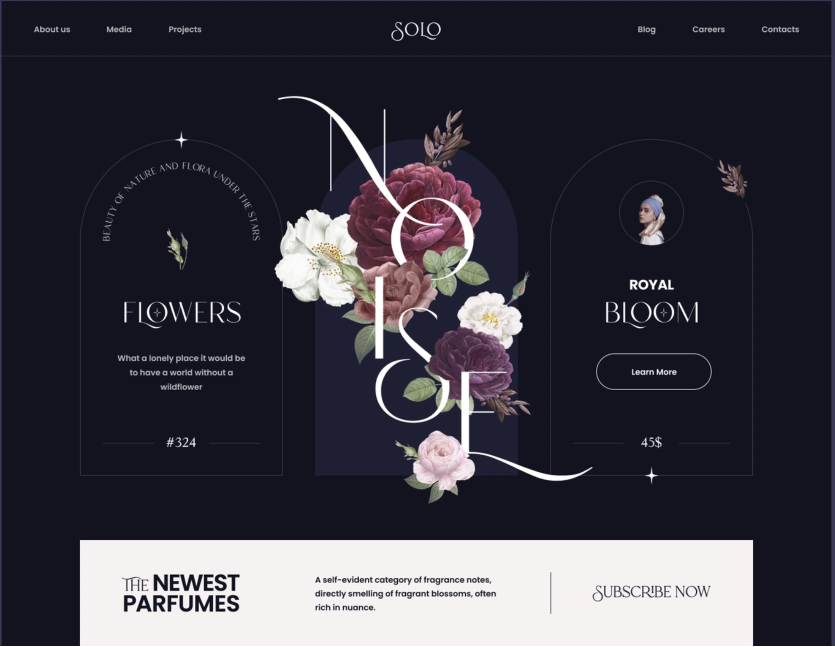 About us Media Projects SOLO Blog Careers Contacts
BEAUTY OF NATURE AND FLORA UNDER THE STARS
FLOWERS
What a lonely place it would be
to have a world without a
wildflower
#324
N
O
IS
E
ROYAL
BLOOM
Learn More
45$
THE NEWEST
PARFUMES
A self-evident category of fragrance notes,
directly smelling of fragrant blossoms, often
rich in nuance.
SUBSCRIBE NOW